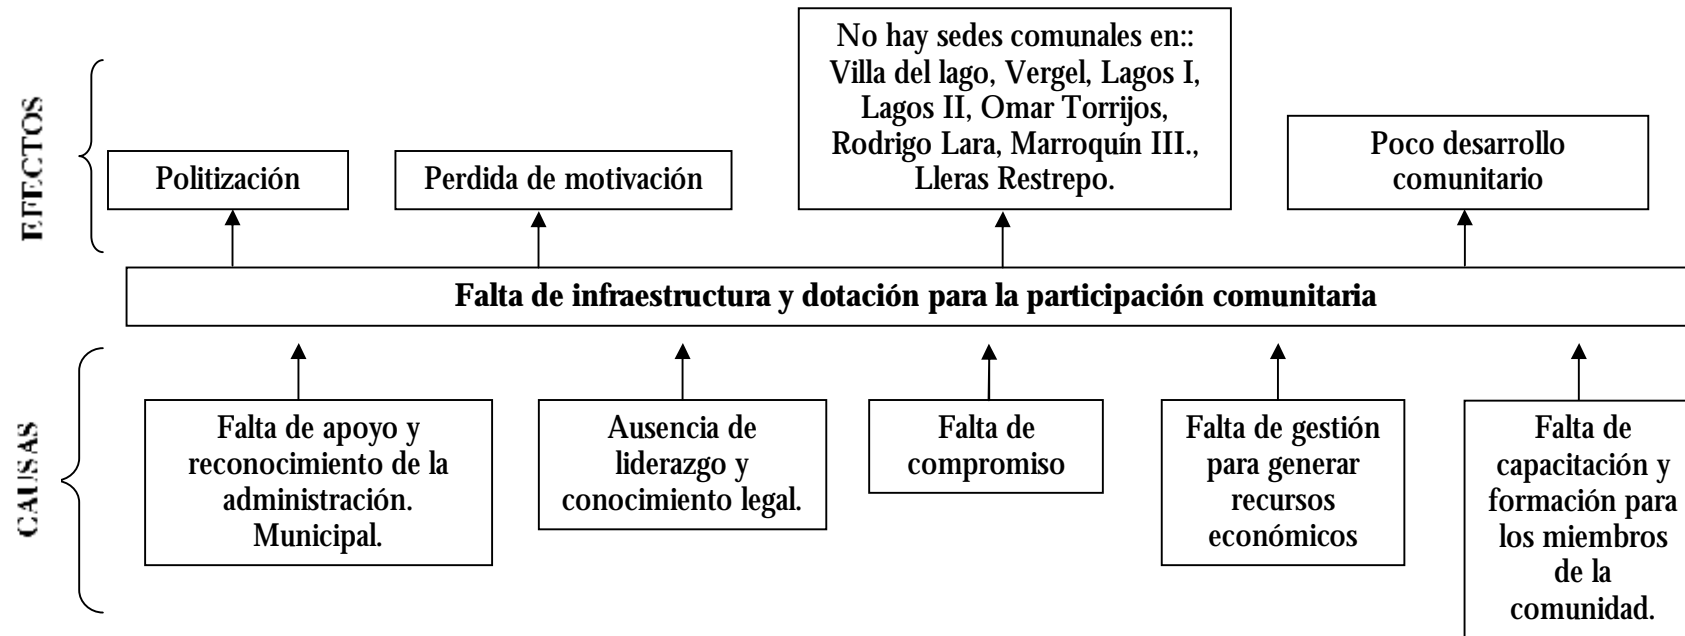 EFECTOS
Politización
Perdida de motivación
No hay sedes comunales en::
Villa del lago, Vergel, Lagos I,
Lagos II, Omar Torrijos,
Rodrigo Lara, Marroquín III.,
Lleras Restrepo.
Poco desarrollo
comunitario
Falta de infraestructura y dotación para la participación comunitaria
CAUSAS
Falta de apoyo y
reconocimiento de la
administración.
Municipal.
Ausencia de
liderazgo y
conocimiento legal.
Falta de
compromiso
Falta de gestión
para generar
recursos
económicos
Falta de
capacitación y
formación para
los miembros
de la
comunidad.